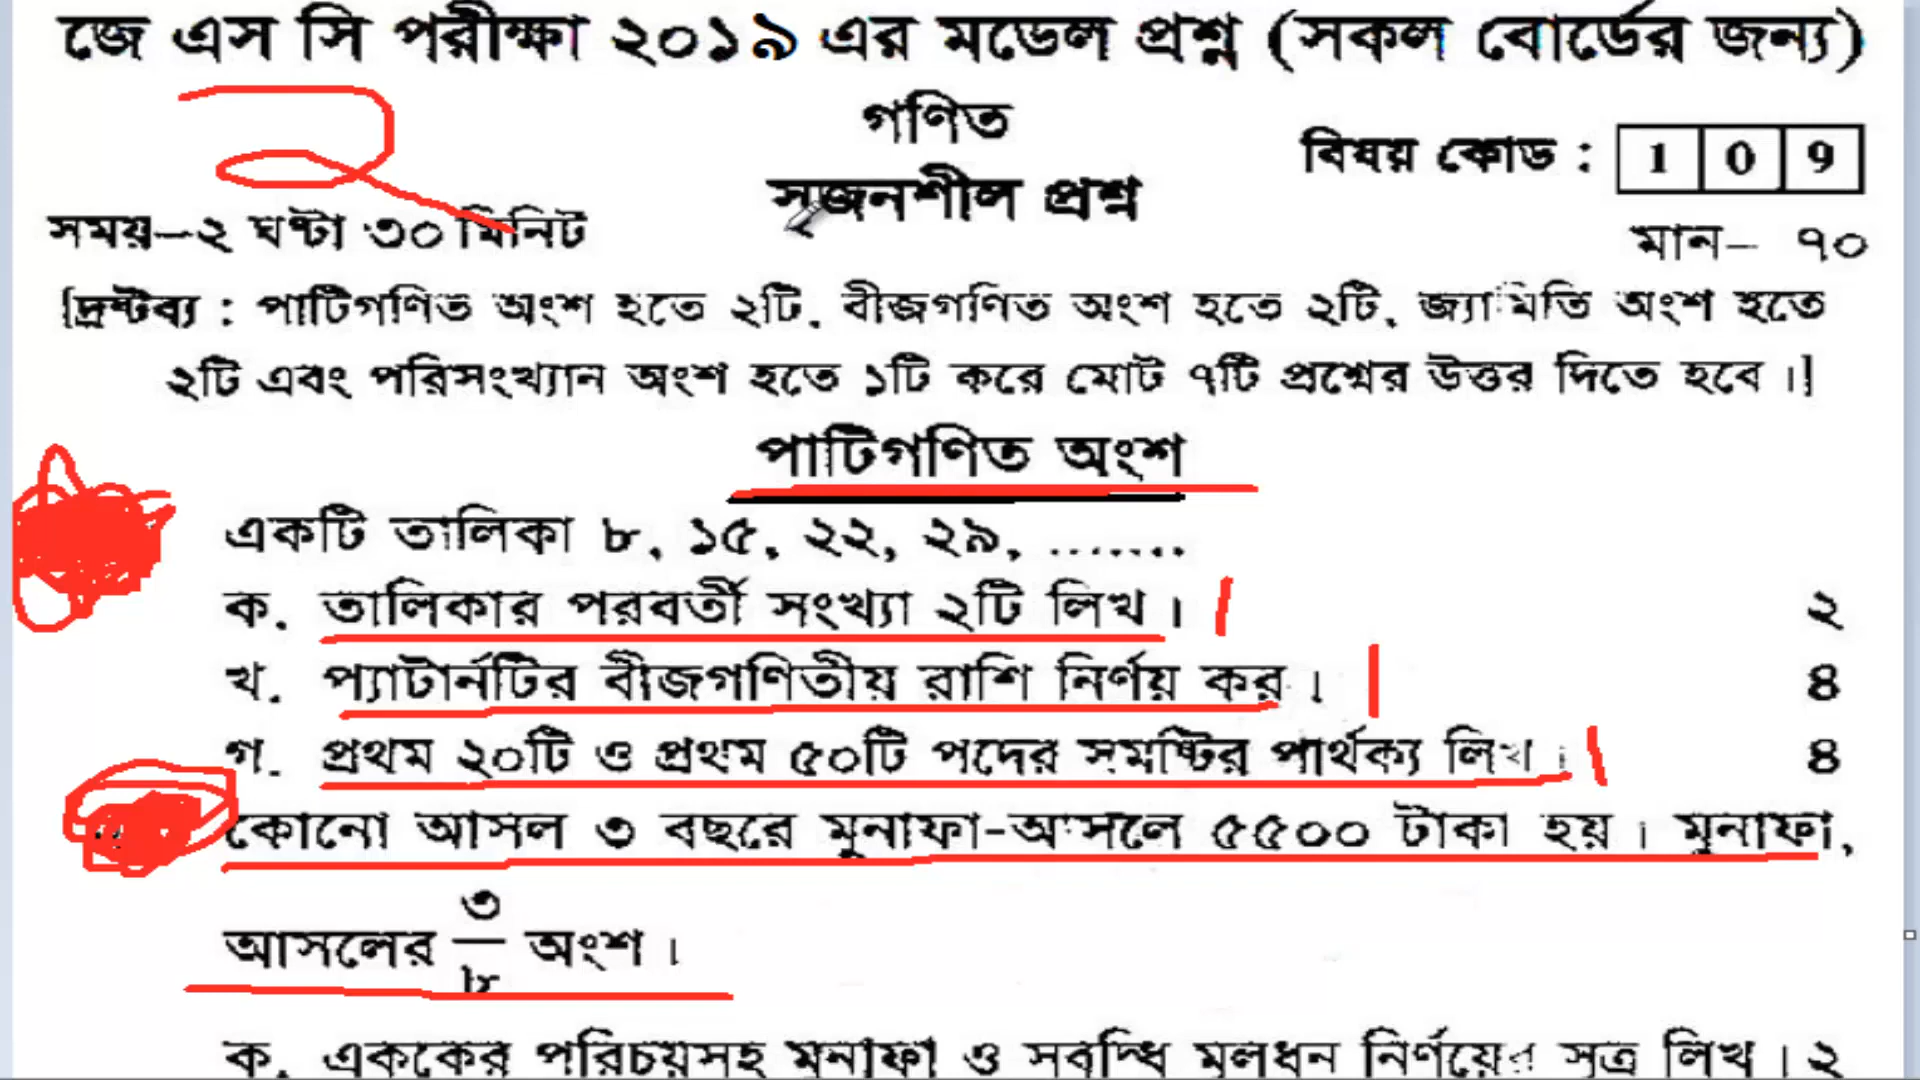 জে এস সি পরীক্ষা ২০১৯ এর মডেল প্রশ্ন (সকল বোর্ডের জন্য)
গণিত
বিষয় কোড : 1 0 9
সৃজনশীল প্রশ্ন
সময়–২ ঘণ্টা ৩০ মিনিট
মান– ৭০
[দ্রষ্টব্য : পাটিগণিত অংশ হতে ২টি, বীজগণিত অংশ হতে ২টি, জ্যামিতি অংশ হতে
২টি এবং পরিসংখ্যান অংশ হতে ১টি করে মোট ৭টি প্রশ্নের উত্তর দিতে হবে।]
পাটিগণিত অংশ
একটি তালিকা ৮, ১৫, ২২, ২৯, .......
ক. তালিকার পরবর্তী সংখ্যা ২টি লিখ। ২
খ. প্যাটার্নটির বীজগণিতীয় রাশি নির্ণয় কর। ৪
গ. প্রথম ২০টি ও প্রথম ৫০টি পদের সমষ্টির পার্থক্য লিখ। ৪
কোনো আসল ৩ বছরে মুনাফা-আসলে ৫৫০০ টাকা হয়। মুনাফা,
আসলের ৩/৮ অংশ।
ক. এককের পরিচয়সহ মুনাফা ও সবৃদ্ধি মূলধন নির্ণয়ের সূত্র লিখ। ২